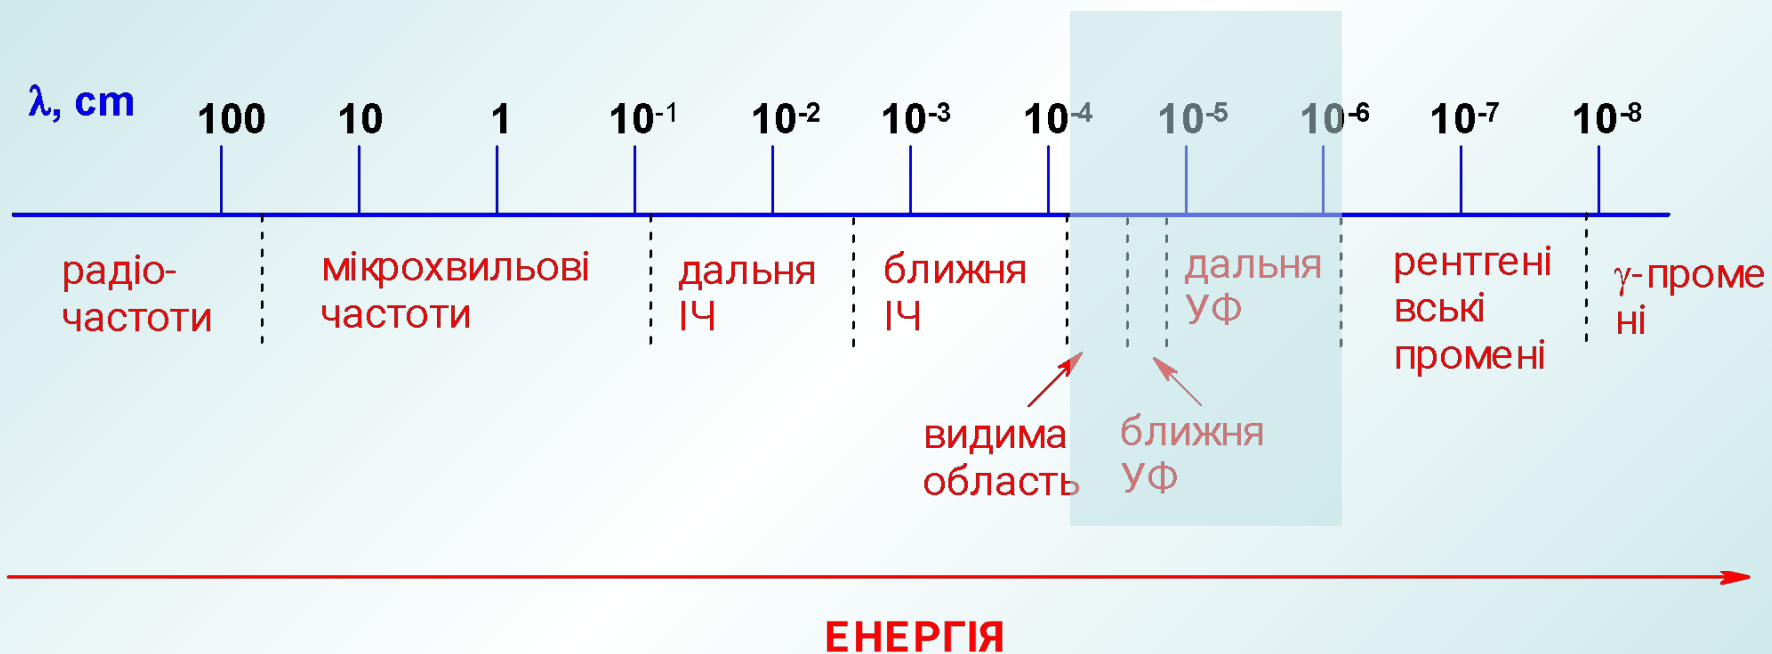 λ, cm 100 10 1 10⁻¹ 10⁻² 10⁻³ 10⁻⁴ 10⁻⁵ 10⁻⁶ 10⁻⁷ 10⁻⁸
радіо-
частоти
мікрохвильові
частоти
дальня
ІЧ
ближня
ІЧ
дальня
УФ
рентгені
вські
промені
γ-проме
ні
видима
область
ближня
УФ
ЕНЕРГІЯ